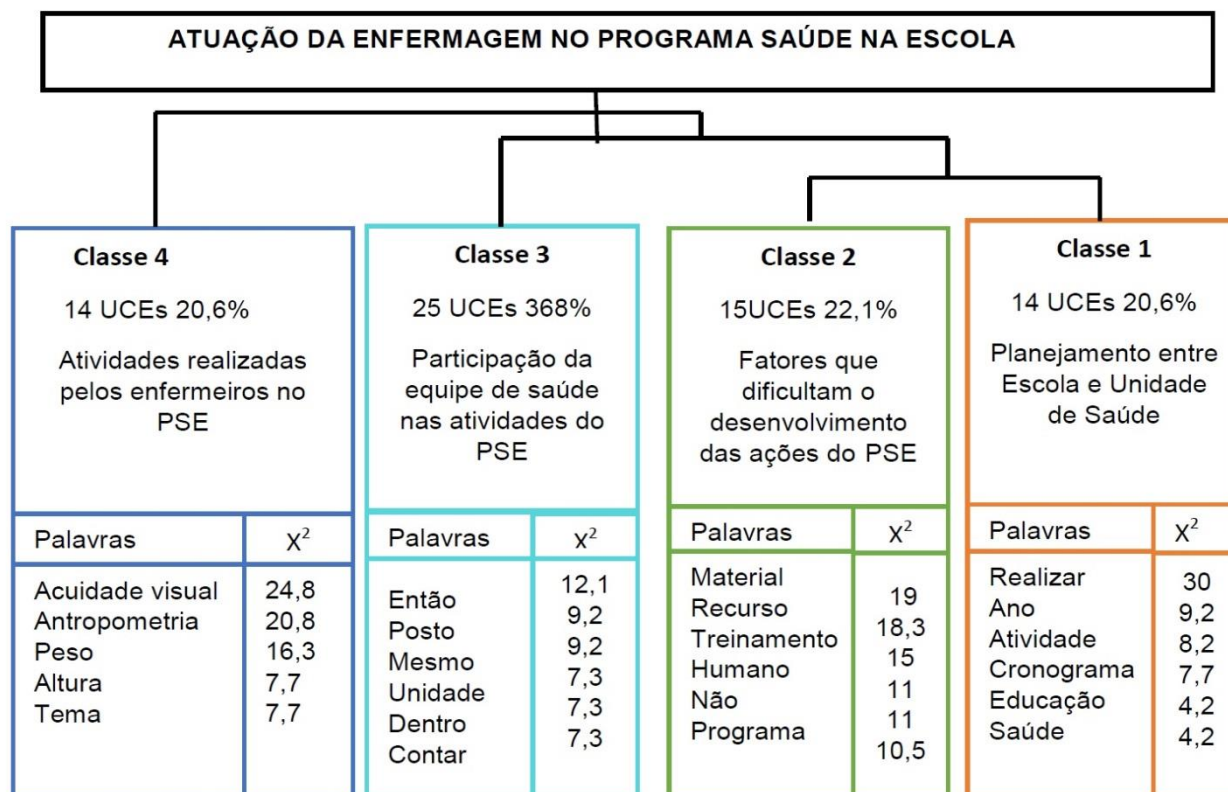 ATUAÇÃO DA ENFERMAGEM NO PROGRAMA SAÚDE NA ESCOLA
Classe 4
14 UCEs 20,6%
Atividades realizadas
pelos enfermeiros no
PSE
Palavras X²
Acuidade visual 24,8
Antropometria 20,8
Peso 16,3
Altura 7,7
Tema 7,7
Classe 3
25 UCEs 368%
Participação da
equipe de saúde
nas atividades do
PSE
Palavras X²
Então 12,1
Posto 9,2
Mesmo 9,2
Unidade 7,3
Dentro 7,3
Contar 7,3
Classe 2
15UCEs 22,1%
Fatores que
dificultam o
desenvolvimento
das ações do PSE
Palavras X²
Material 19
Recurso 18,3
Treinamento 15
Humano 11
Não 11
Programa 10,5
Classe 1
14 UCEs 20,6%
Planejamento entre
Escola e Unidade
de Saúde
Palavras X²
Realizar 30
Ano 9,2
Atividade 8,2
Cronograma 7,7
Educação 4,2
Saúde 4,2